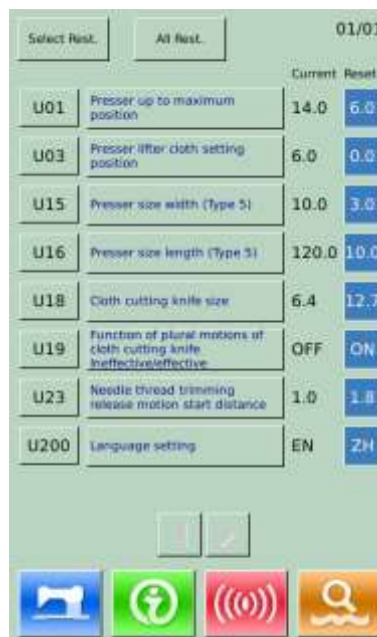 Select Rest.
All Rest.
01/01
Current Reset
U01
Presser up to maximum
position
14.0
6.0
U03
Presser lifter cloth setting
position
6.0
0.0
U15
Presser size width (Type 5)
10.0
3.0
U16
Presser size length (Type 5)
120.0
10.0
U18
Cloth cutting knife size
6.4
12.7
U19
Function of plural motions of
cloth cutting knife
Ineffective/effective
OFF
ON
U23
Needle thread trimming
release motion start distance
1.0
1.8
U200
Language setting
EN
ZH